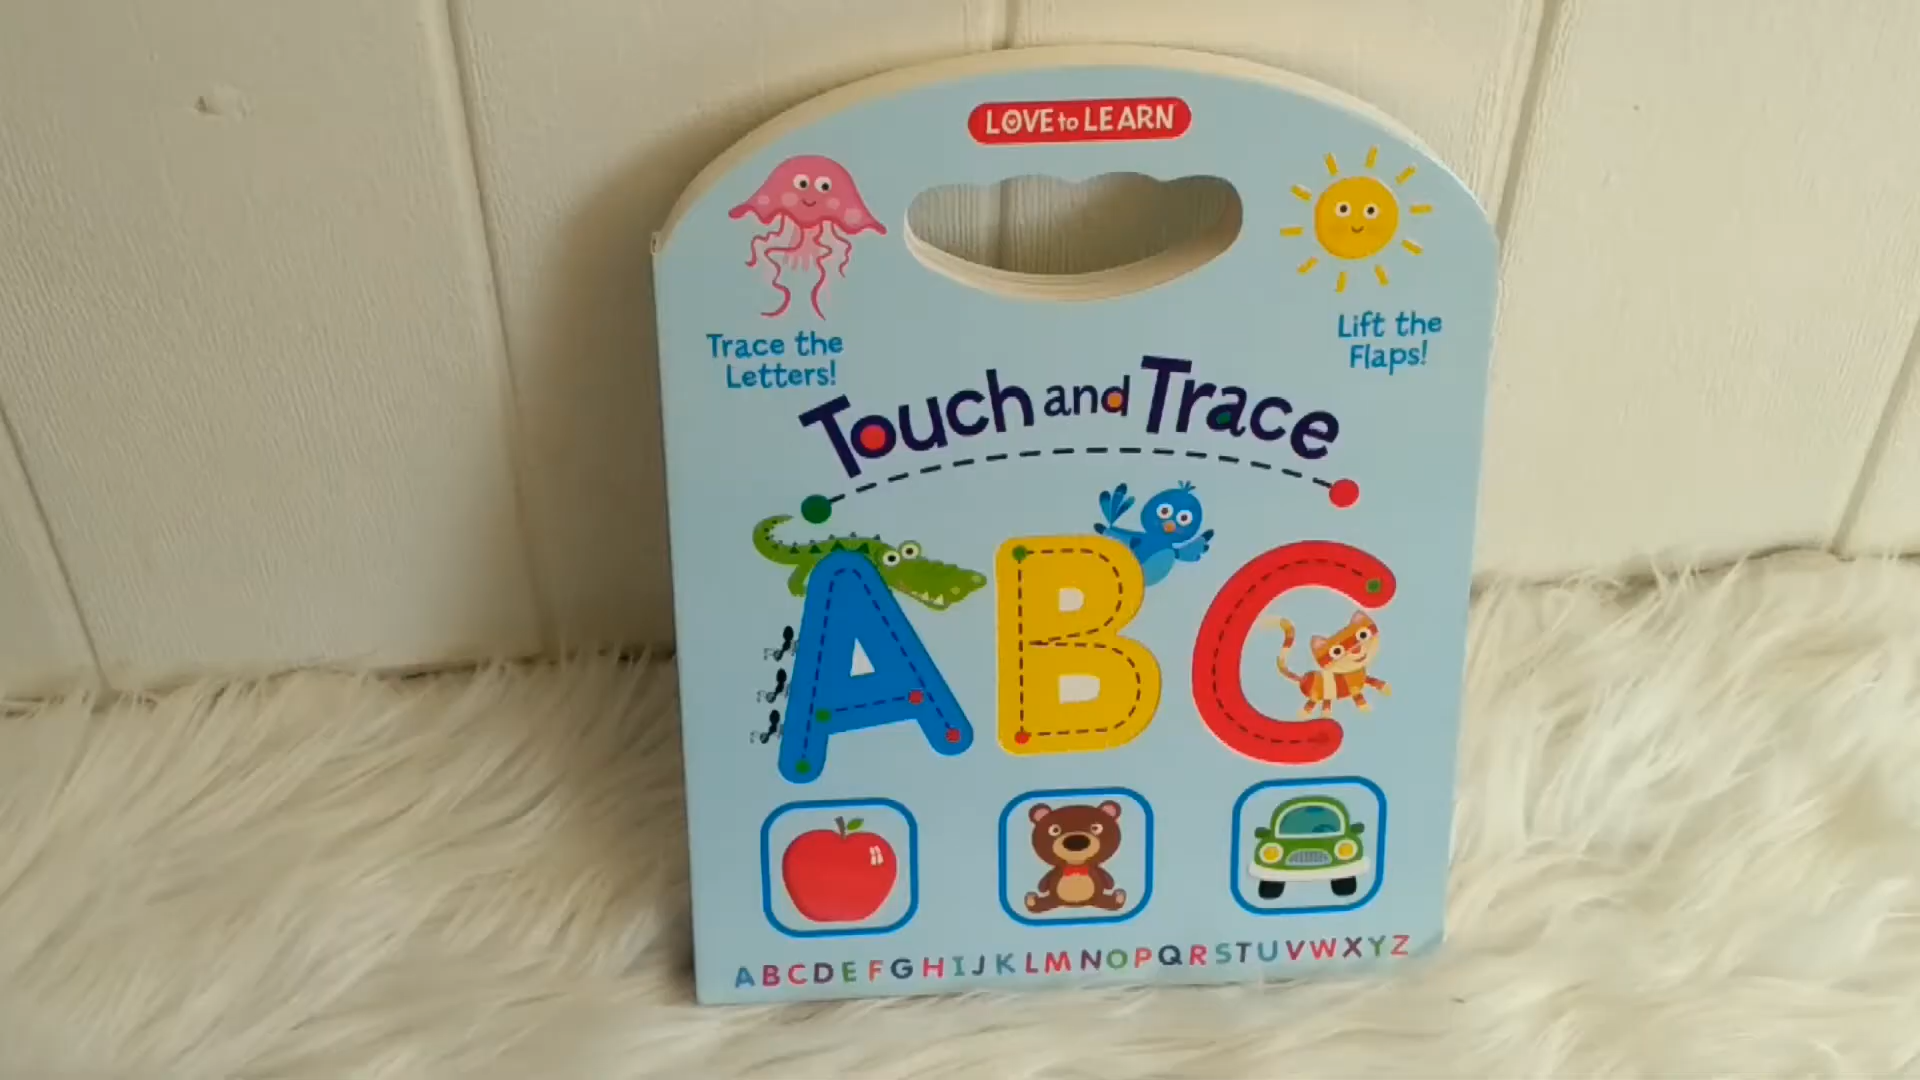 LOVE to LEARN
Trace the
Letters!
Lift the
Flaps!
Touch and Trace
ABC
ABCDEFGHIJKLMNOPQRSTUVWXYZ